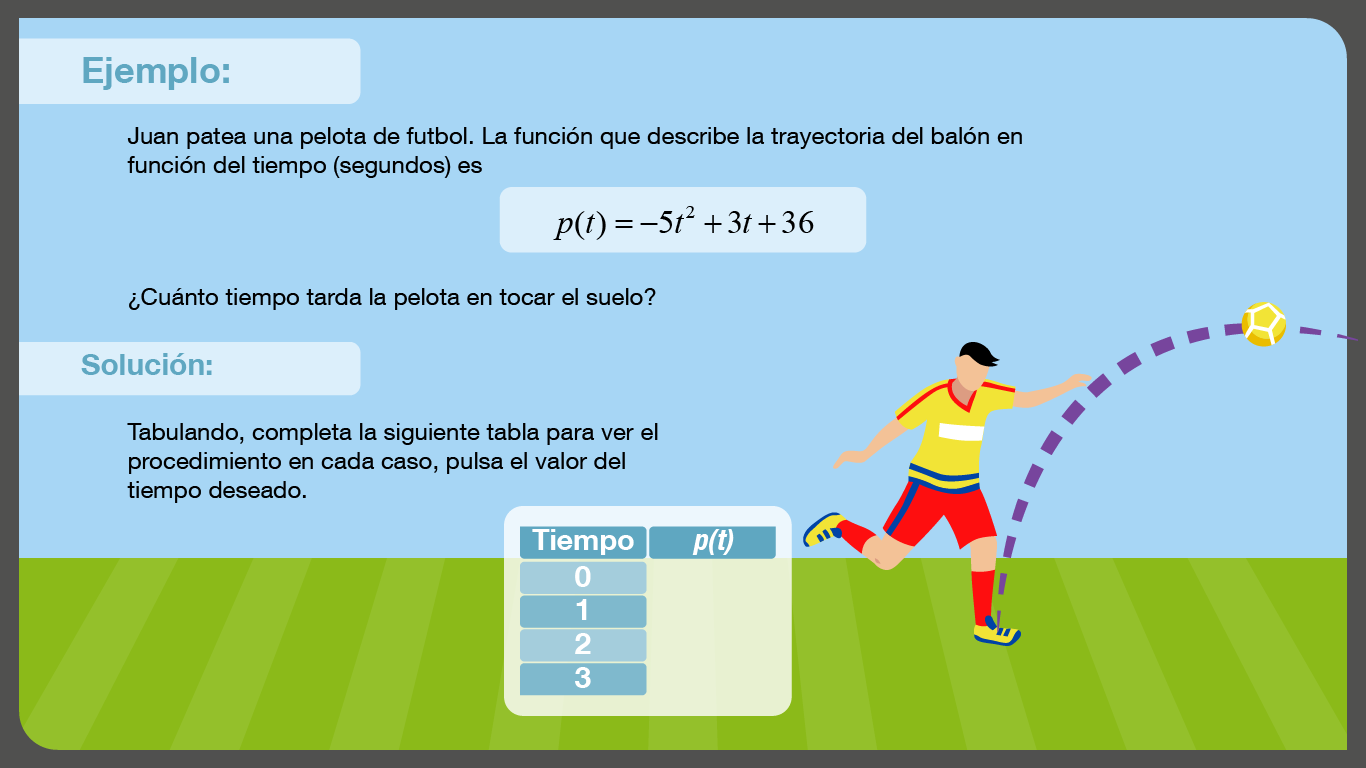 Ejemplo:
Juan patea una pelota de futbol. La función que describe la trayectoria del balón en
función del tiempo (segundos) es
p(t) = −5t² + 3t + 36
¿Cuánto tiempo tarda la pelota en tocar el suelo?
Solución:
Tabulando, completa la siguiente tabla para ver el
procedimiento en cada caso, pulsa el valor del
tiempo deseado.
Tiempo p(t)
0
1
2
3